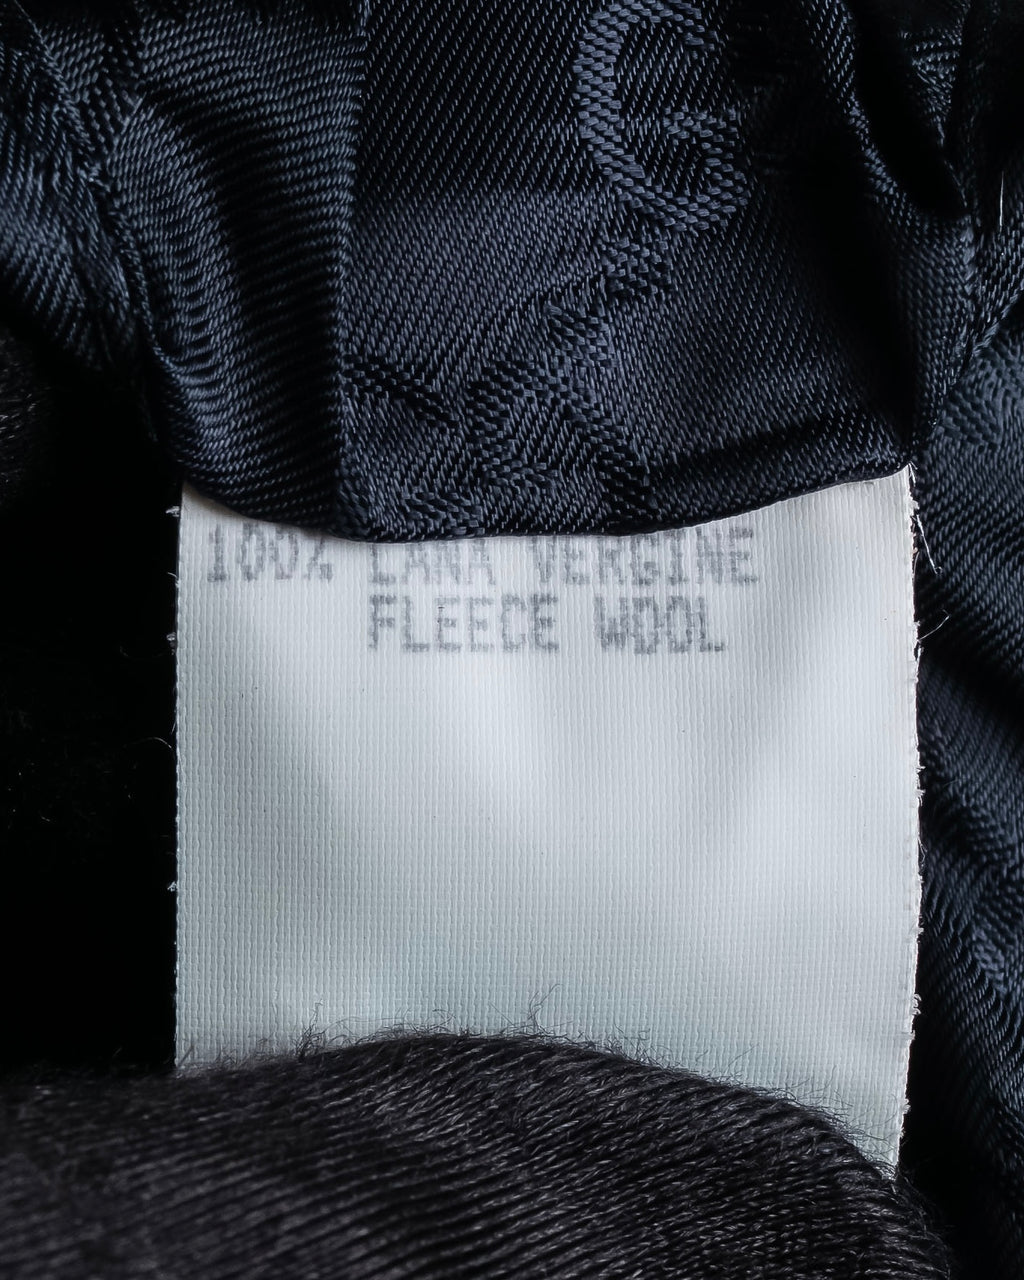 G
100% LANA VERGINE
FLEECE WOOL